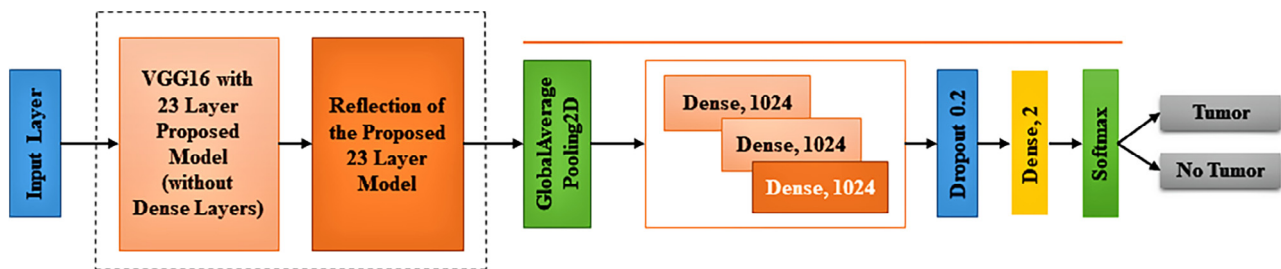 Input Layer
VGG16 with
23 Layer
Proposed
Model
(without
Dense Layers)
Reflection of
the Proposed
23 Layer
Model
GlobalAverage
Pooling2D
Dense, 1024
Dense, 1024
Dense, 1024
Dropout 0.2
Dense, 2
Softmax
Tumor
No Tumor